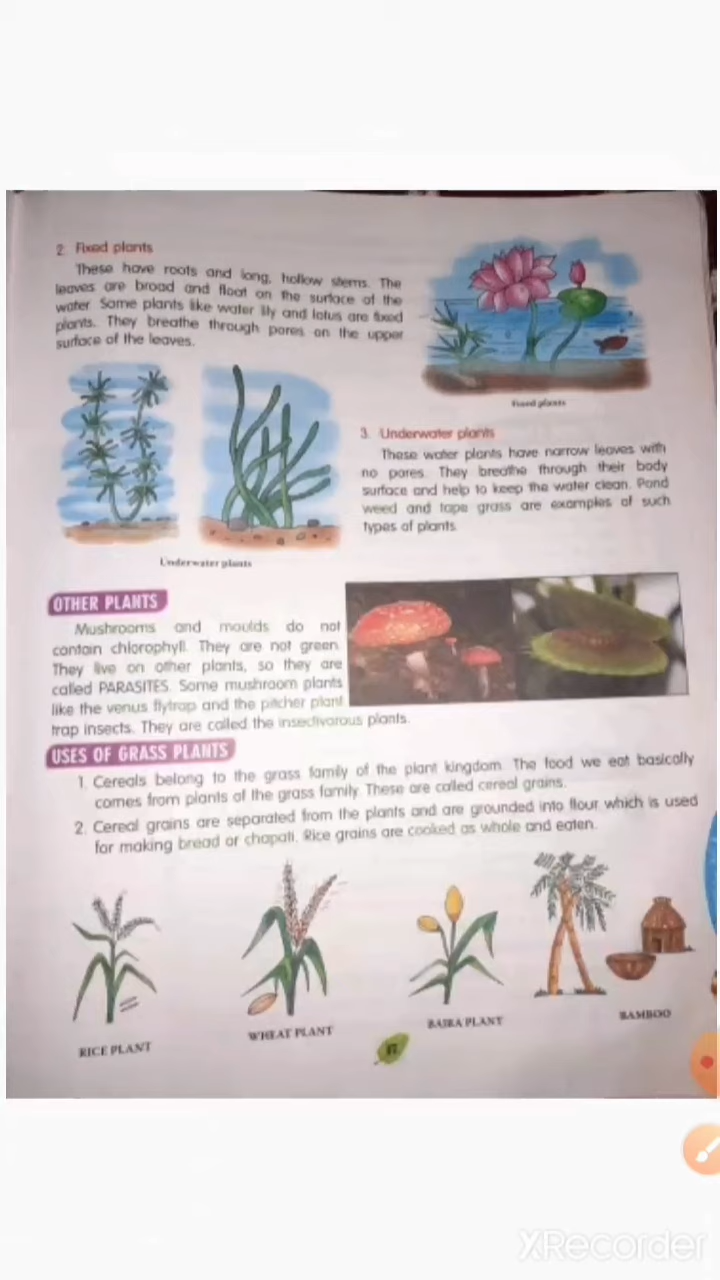 2. Fixed plants
These have roots and long, hollow stems. The
leaves are broad and float on the surface of the
water. Some plants like water lily and lotus are fixed
plants. They breathe through pores on the upper
surface of the leaves.
Fixed plants
3. Underwater plants
These water plants have narrow leaves with
no pores. They breathe through their body
surface and help to keep the water clean. Pond
weed and tape grass are examples of such
types of plants.
Underwater plants
OTHER PLANTS
Mushrooms and moulds do not
contain chlorophyll. They are not green.
They live on other plants, so they are
called PARASITES. Some mushroom plants
like the venus flytrap and the pitcher plant
trap insects. They are called the insectivorous plants.
USES OF GRASS PLANTS
1. Cereals belong to the grass family of the plant kingdom. The food we eat basically
comes from plants of the grass family. These are called cereal grains.
2. Cereal grains are separated from the plants and are grounded into flour which is used
for making bread or chapati. Rice grains are cooked as whole and eaten.
RICE PLANT
WHEAT PLANT
BAJRA PLANT
BAMBOO
XRecorder